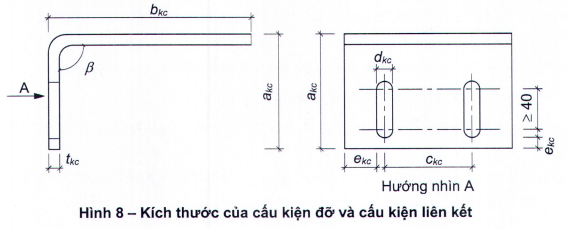 b_kc
β
A
a_kc
t_kc
a_kc
d_kc
≥ 40
e_kc
e_kc
c_kc
Hướng nhìn A
Hình 8 – Kích thước của cấu kiện đỡ và cấu kiện liên kết